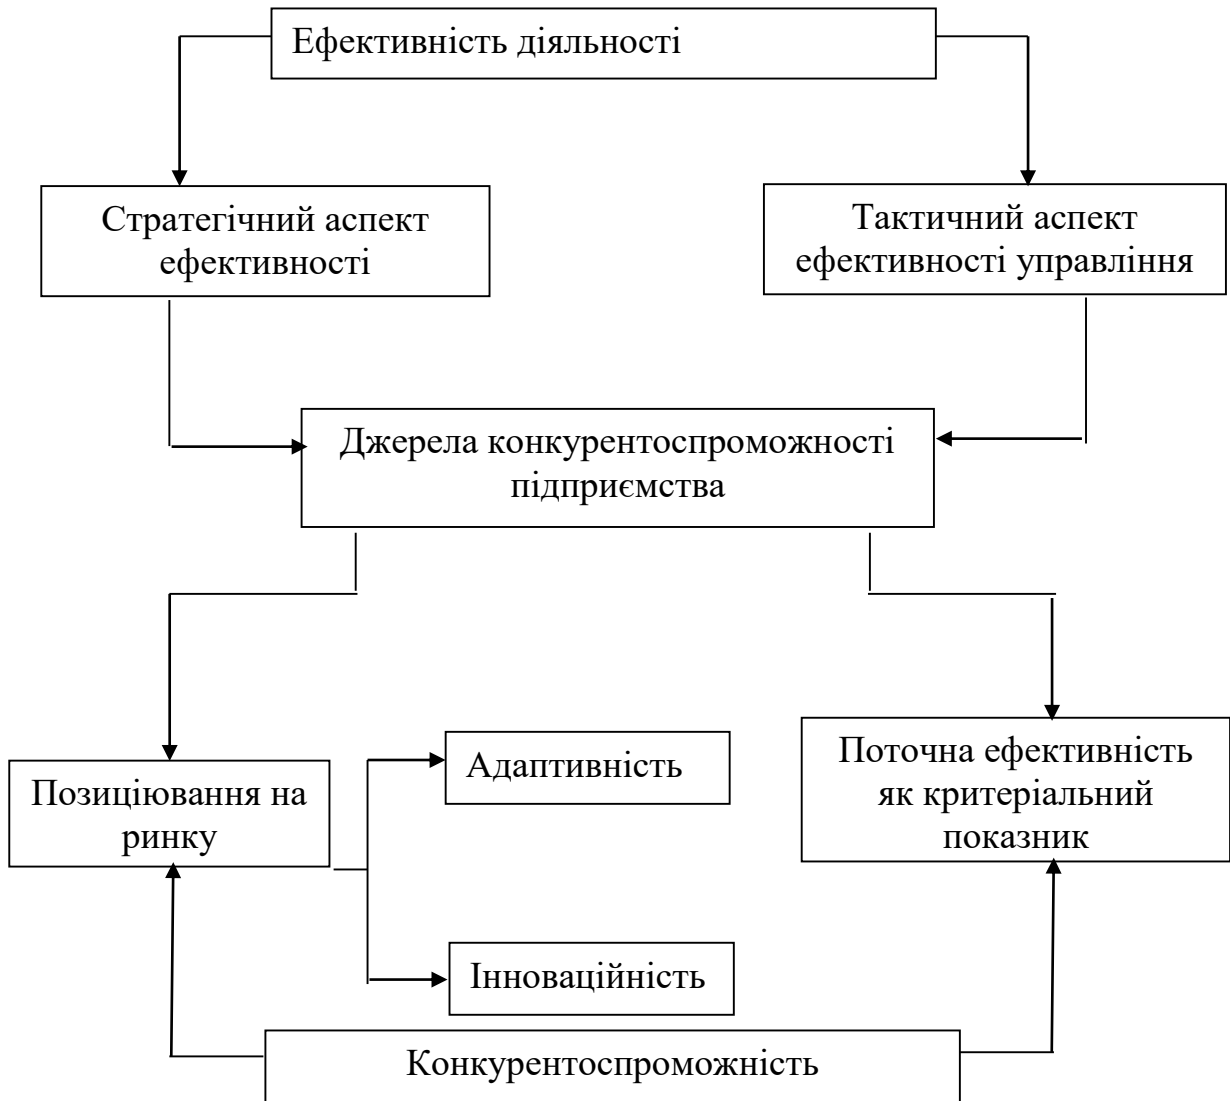 Ефективність діяльності
Стратегічний аспект
ефективності
Тактичний аспект
ефективності управління
Джерела конкурентоспроможності
підприємства
Позиціювання на
ринку
Адаптивність
Інноваційність
Поточна ефективність
як критеріальний
показник
Конкурентоспроможність